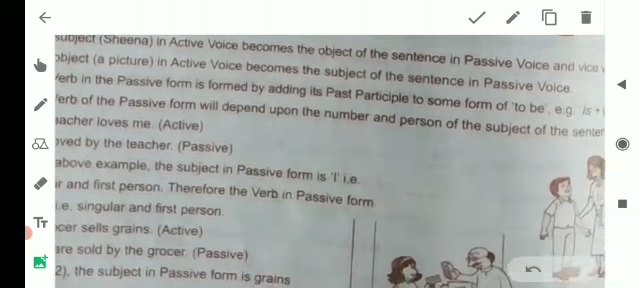 subject (Sheena) in Active Voice becomes the object of the sentence in Passive Voice and vice
object (a picture) in Active Voice becomes the subject of the sentence in Passive Voice.
Verb in the Passive form is formed by adding its Past Participle to some form of 'to be', e.g. is +
Verb of the Passive form will depend upon the number and person of the subject of the
loves me. (Active)
by the teacher. (Passive)
above example, the subject in Passive form is 'I' i.e.
and first person. Therefore the Verb in Passive form
i.e. singular and first person.
sells grains. (Active)
are sold by the grocer. (Passive)
2), the subject in Passive form is grains
Tт